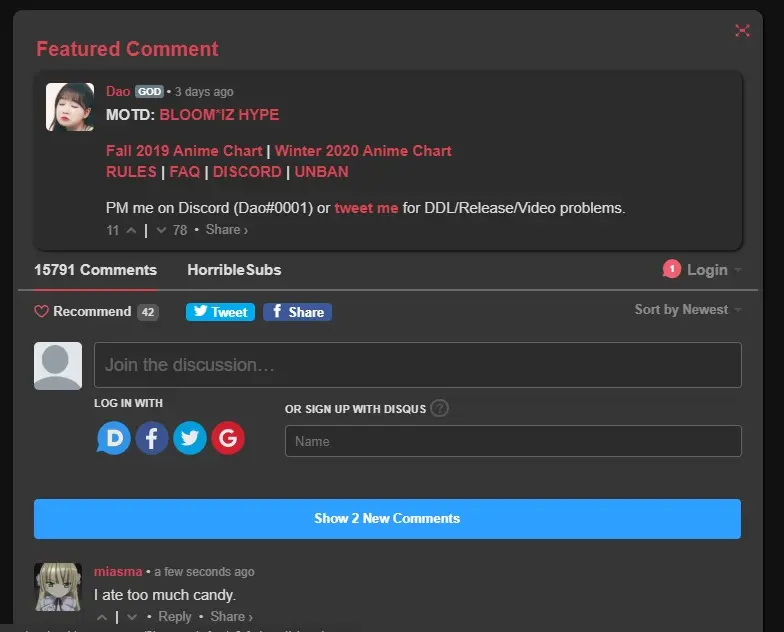 Featured Comment
Dao GOD • 3 days ago
MOTD: BLOOM*IZ HYPE
Fall 2019 Anime Chart | Winter 2020 Anime Chart
RULES | FAQ | DISCORD | UNBAN
PM me on Discord (Dao#0001) or tweet me for DDL/Release/Video problems.
11 | 78 • Share ›
15791 Comments HorribleSubs 1 Login
Recommend 42 Tweet f Share Sort by Newest
Join the discussion…
LOG IN WITH
OR SIGN UP WITH DISQUS ?
D f G
Name
Show 2 New Comments
miasma • a few seconds ago
I ate too much candy.
| • Reply • Share ›